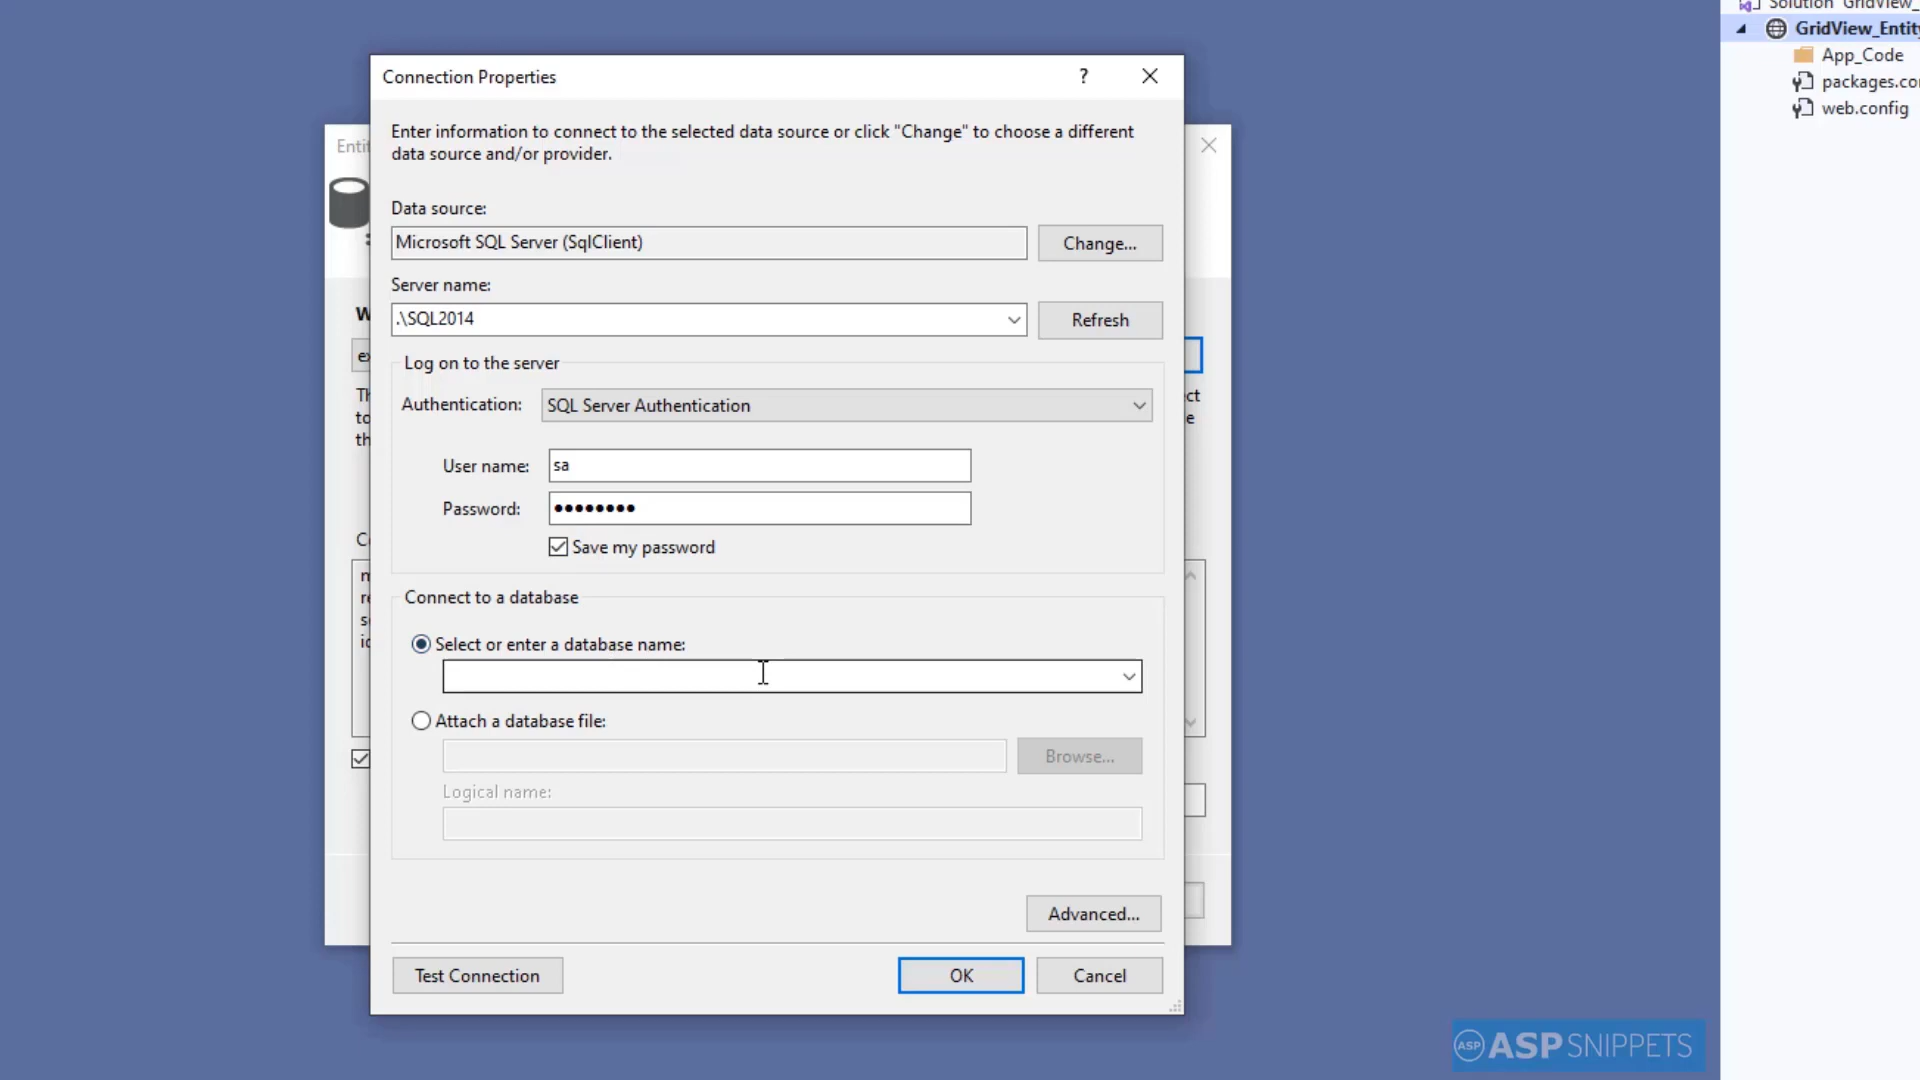 Solution 'GridView_
GridView_Entity
App_Code
packages.co
web.config
Connection Properties
?
Enter information to connect to the selected data source or click "Change" to choose a different
data source and/or provider.
Entit
Data source:
Microsoft SQL Server (SqlClient)
Change...
Server name:
.\SQL2014
Refresh
Log on to the server
Authentication:
SQL Server Authentication
User name:
sa
Password:
••••••••
Save my password
Connect to a database
Select or enter a database name:
Attach a database file:
Browse...
Logical name:
Advanced...
Test Connection
OK
Cancel
ASP ASPSNIPPETS